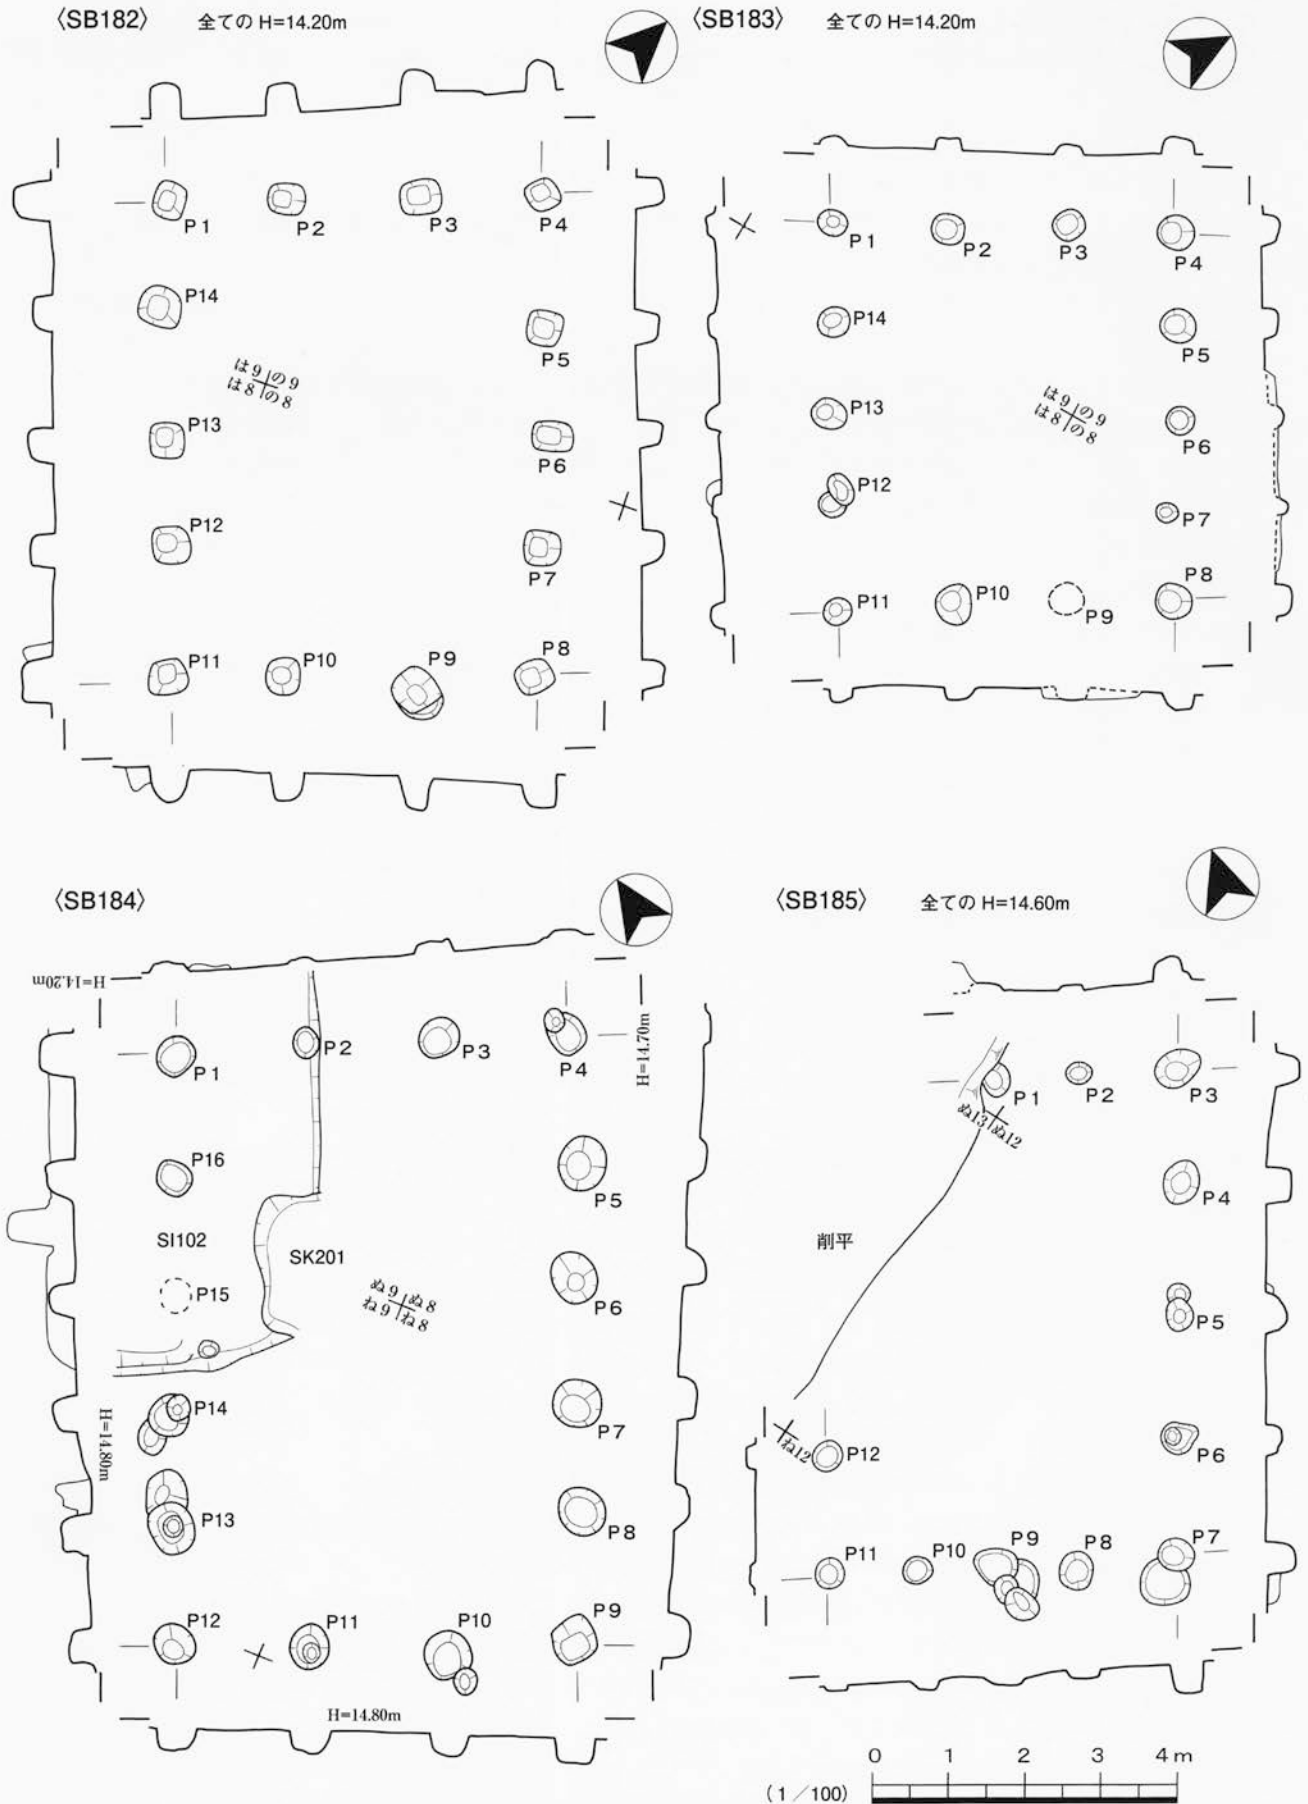 〈SB182〉 全ての H=14.20m
P1
P2
P3
P4
P14
P5
は9 の9
は8 の8
P13
P6
P12
P7
P11
P10
P9
P8
〈SB183〉 全ての H=14.20m
P1
P2
P3
P4
P14
P5
P13
は9 の9
は8 の8
P6
P12
P7
P11
P10
P9
P8
〈SB184〉
H=14.20m
P1
P2
P3
P4
H=14.70m
P16
P5
SI102
SK201
P15
ぬ9 ぬ8
ね9 ね8
P6
P14
P7
H=14.80m
P13
P8
P12
P11
P10
P9
H=14.80m
〈SB185〉 全ての H=14.60m
P1
P2
P3
ぬ13 ぬ12
P4
削平
P5
ね12
P12
P6
P11
P10
P9
P8
P7
0 1 2 3 4m
(1/100)